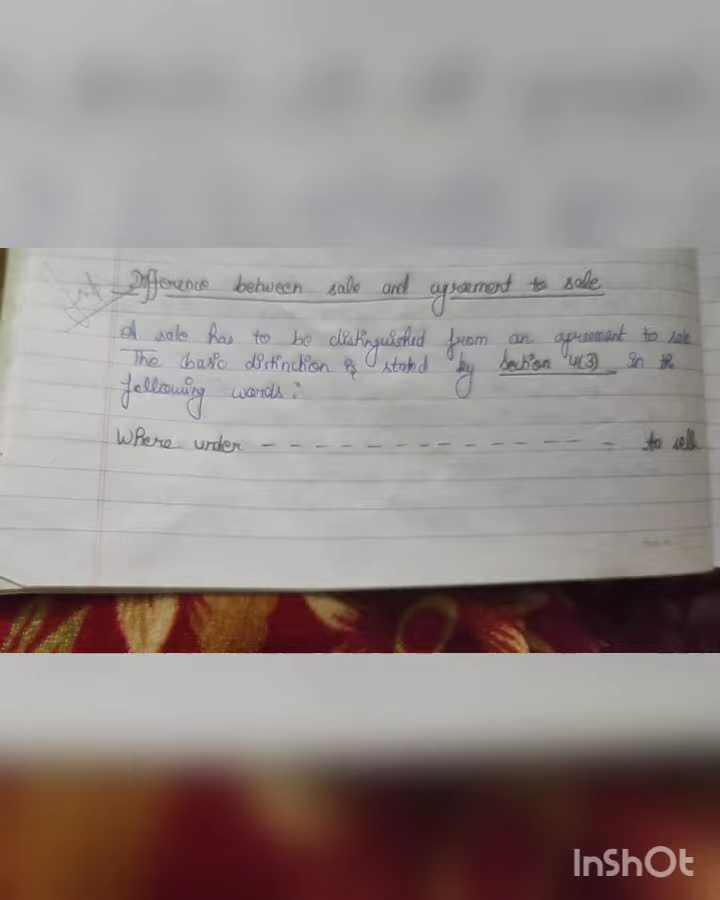 Difference between sale and agreement to sale
A sale has to be distinguished from an agreement to sale
The basic distinction is stated by Section 4(3) in the
following words:
Where under - - - - - - - - - - - - - - to sell
InShOt